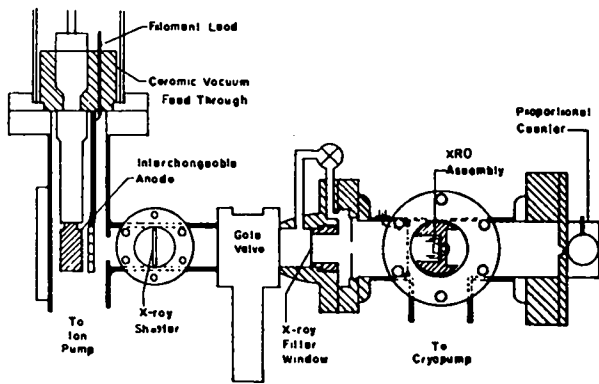 Filament Lead
Ceramic Vacuum
Feed Through
Proportional
Counter
XRD
Assembly
Interchangeable
Anode
Gate
Valve
X-ray
Shutter
X-ray
Filter
Window
To
Ion
Pump
To
Cryopump